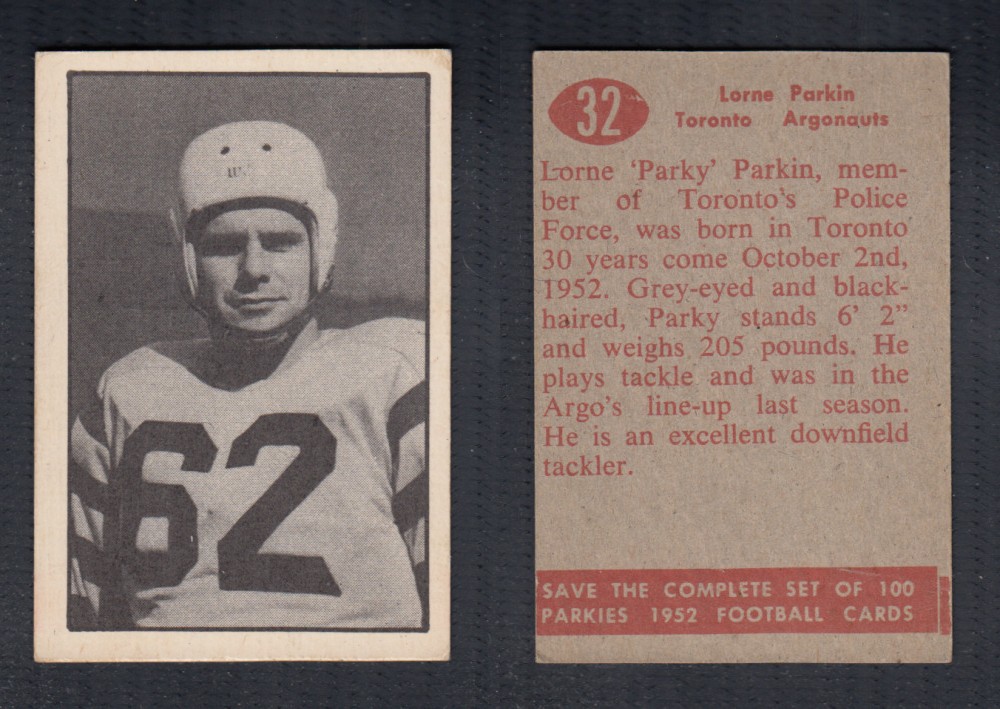 62
32
Lorne Parkin
Toronto Argonauts
Lorne 'Parky' Parkin, mem-
ber of Toronto's Police
Force, was born in Toronto
30 years come October 2nd,
1952. Grey-eyed and black-
haired, Parky stands 6' 2"
and weighs 205 pounds. He
plays tackle and was in the
Argo's line-up last season.
He is an excellent downfield
tackler.
SAVE THE COMPLETE SET OF 100
PARKIES 1952 FOOTBALL CARDS